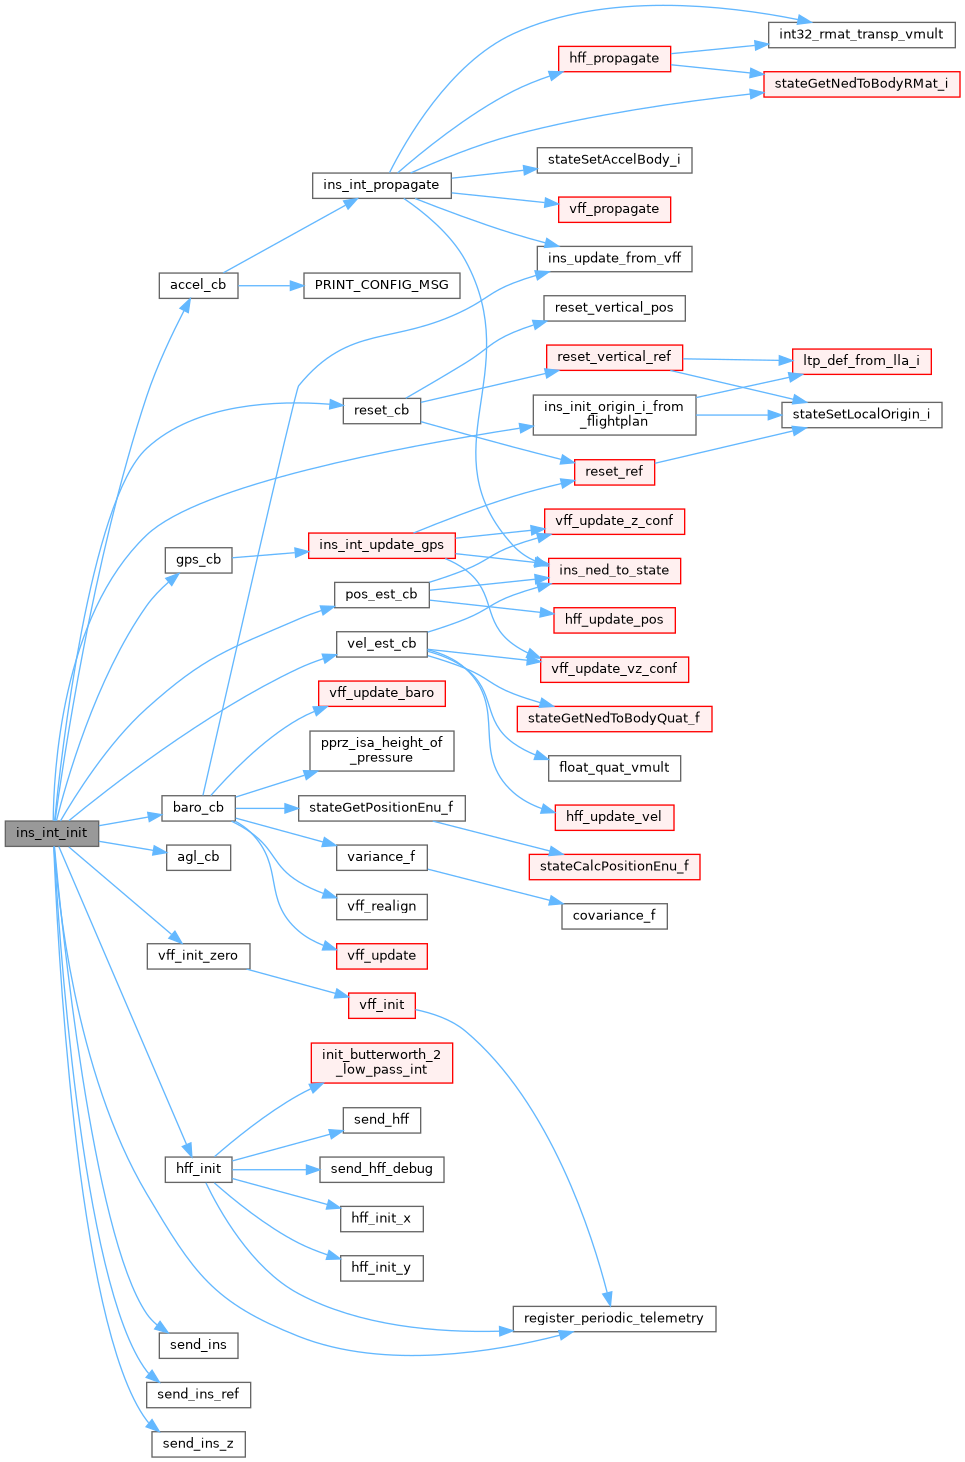 int32_rmat_transp_vmult
hff_propagate
stateGetNedToBodyRMat_i
stateSetAccelBody_i
ins_int_propagate
vff_propagate
ins_update_from_vff
accel_cb
PRINT_CONFIG_MSG
reset_vertical_pos
reset_vertical_ref
ltp_def_from_lla_i
reset_cb
ins_init_origin_i_from
_flightplan
stateSetLocalOrigin_i
reset_ref
vff_update_z_conf
ins_int_update_gps
gps_cb
ins_ned_to_state
pos_est_cb
hff_update_pos
vel_est_cb
vff_update_vz_conf
vff_update_baro
stateGetNedToBodyQuat_f
pprz_isa_height_of
_pressure
float_quat_vmult
baro_cb
stateGetPositionEnu_f
hff_update_vel
ins_int_init
agl_cb
variance_f
stateCalcPositionEnu_f
vff_realign
covariance_f
vff_init_zero
vff_update
vff_init
init_butterworth_2
_low_pass_int
send_hff
hff_init
send_hff_debug
hff_init_x
hff_init_y
register_periodic_telemetry
send_ins
send_ins_ref
send_ins_z